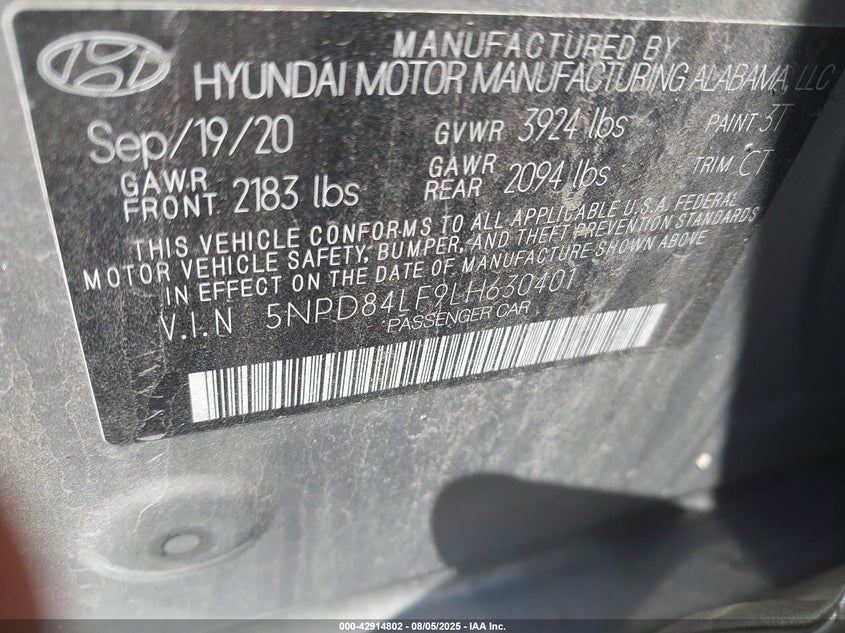 MANUFACTURED BY
HYUNDAI MOTOR MANUFACTURING ALABAMA, LLC
Sep/19/20 GVWR 3924 lbs PAINT 3T
GAWR FRONT 2183 lbs GAWR REAR 2094 lbs TRIM CT
THIS VEHICLE CONFORMS TO ALL APPLICABLE U.S.A. FEDERAL
MOTOR VEHICLE SAFETY, BUMPER, AND THEFT PREVENTION STANDARDS
IN EFFECT ON THE DATE OF MANUFACTURE SHOWN ABOVE
V.I.N 5NPD84LF9LH630401
PASSENGER CAR
000-42914802 - 08/05/2025 - IAA Inc.